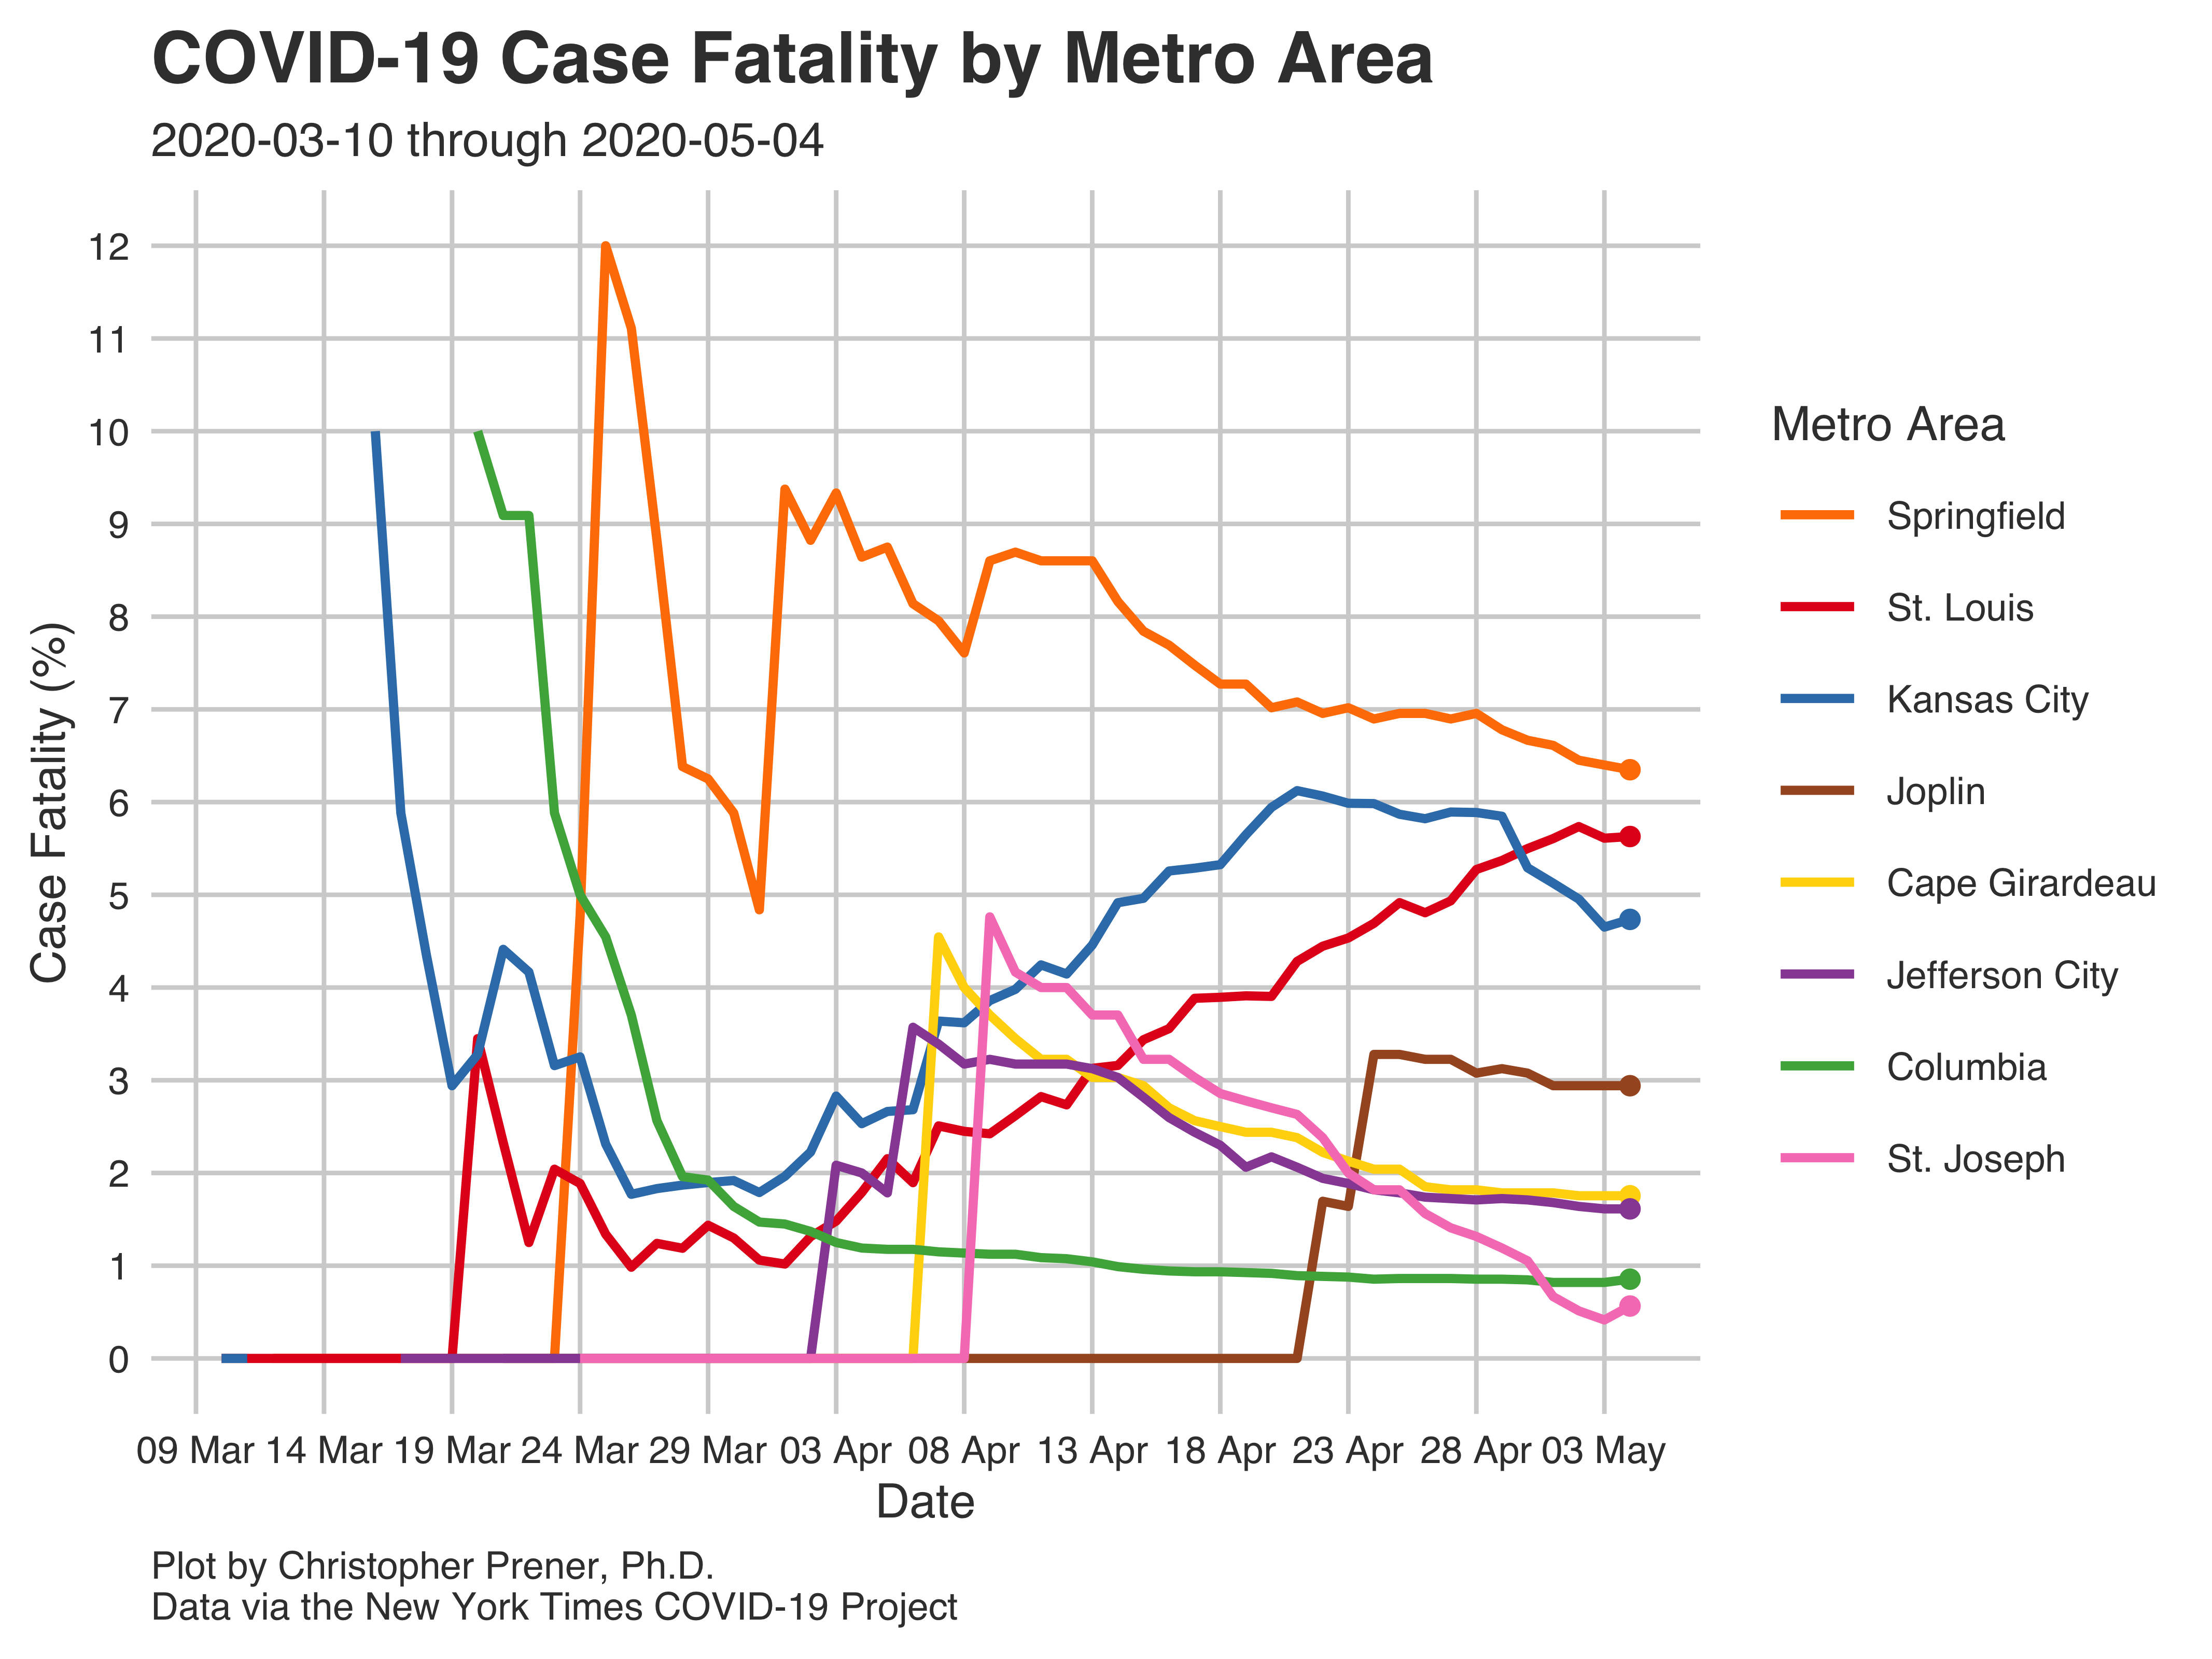 COVID-19 Case Fatality by Metro Area
2020-03-10 through 2020-05-04
Case Fatality (%)
12
11
10
9
8
7
6
5
4
3
2
1
0
09 Mar 14 Mar 19 Mar 24 Mar 29 Mar 03 Apr 08 Apr 13 Apr 18 Apr 23 Apr 28 Apr 03 May
Date
Metro Area
Springfield
St. Louis
Kansas City
Joplin
Cape Girardeau
Jefferson City
Columbia
St. Joseph
Plot by Christopher Prener, Ph.D.
Data via the New York Times COVID-19 Project